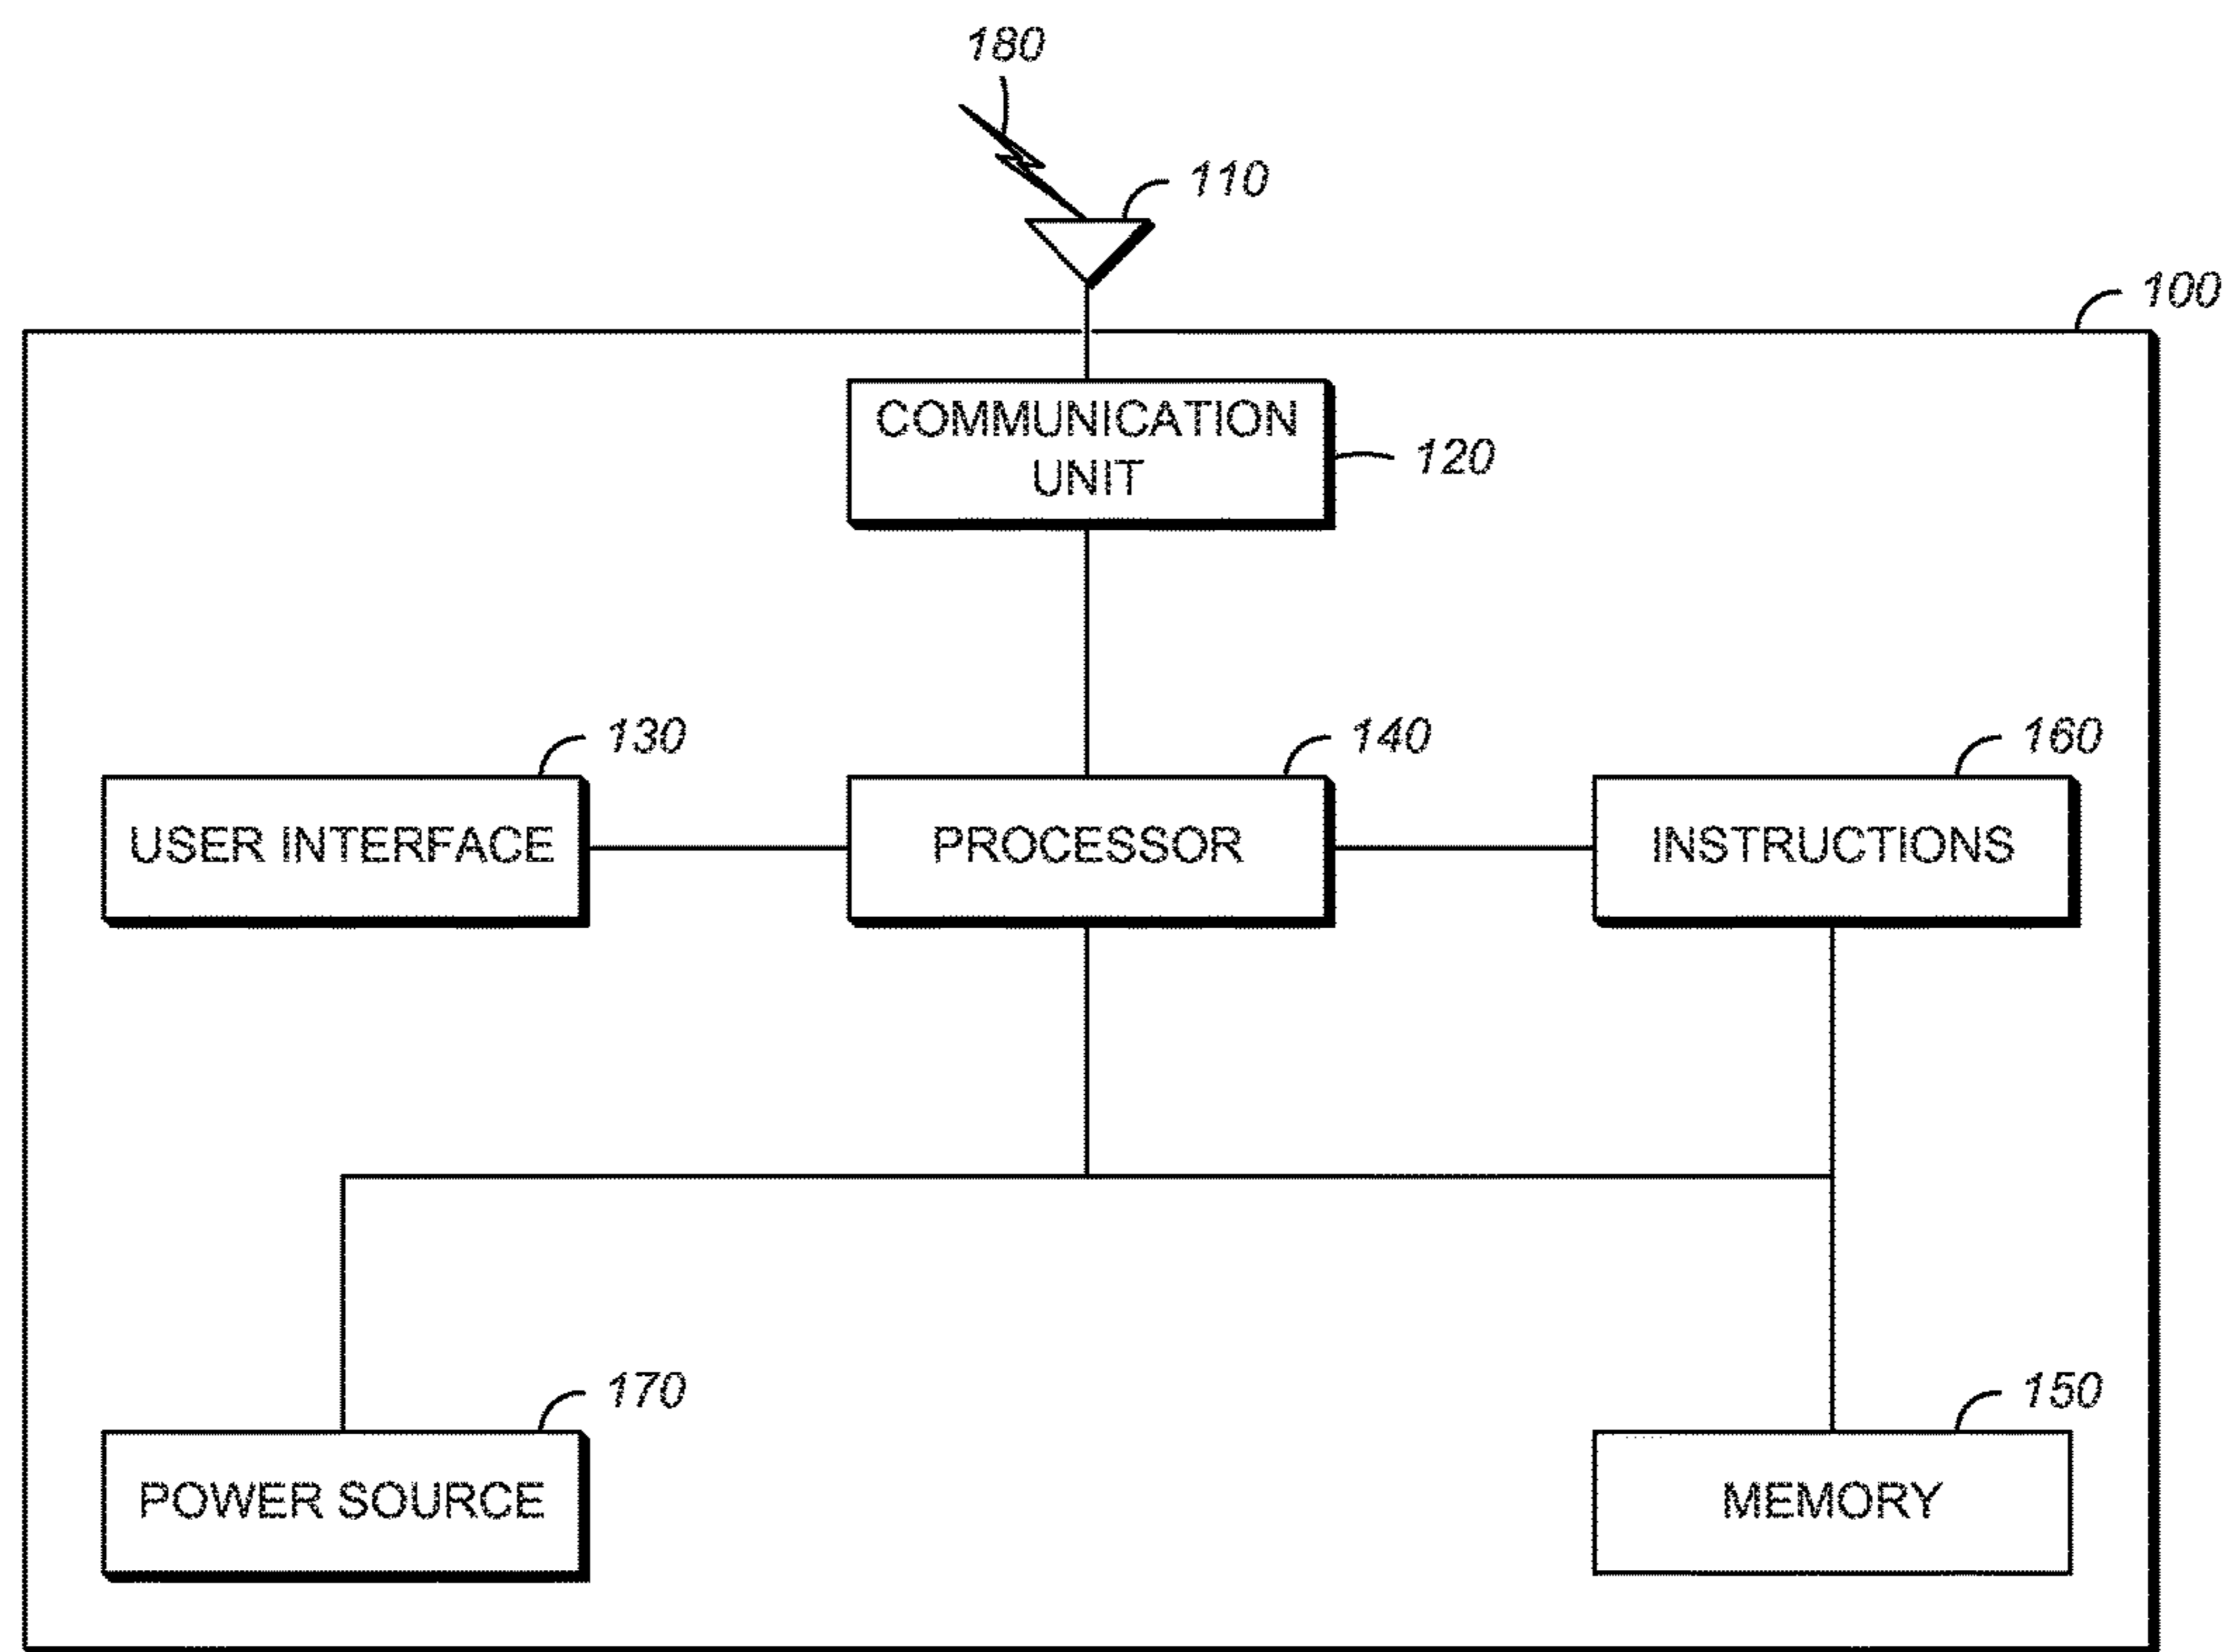 180
110
100
COMMUNICATION
UNIT
120
130
140
160
USER INTERFACE
PROCESSOR
INSTRUCTIONS
170
150
POWER SOURCE
MEMORY